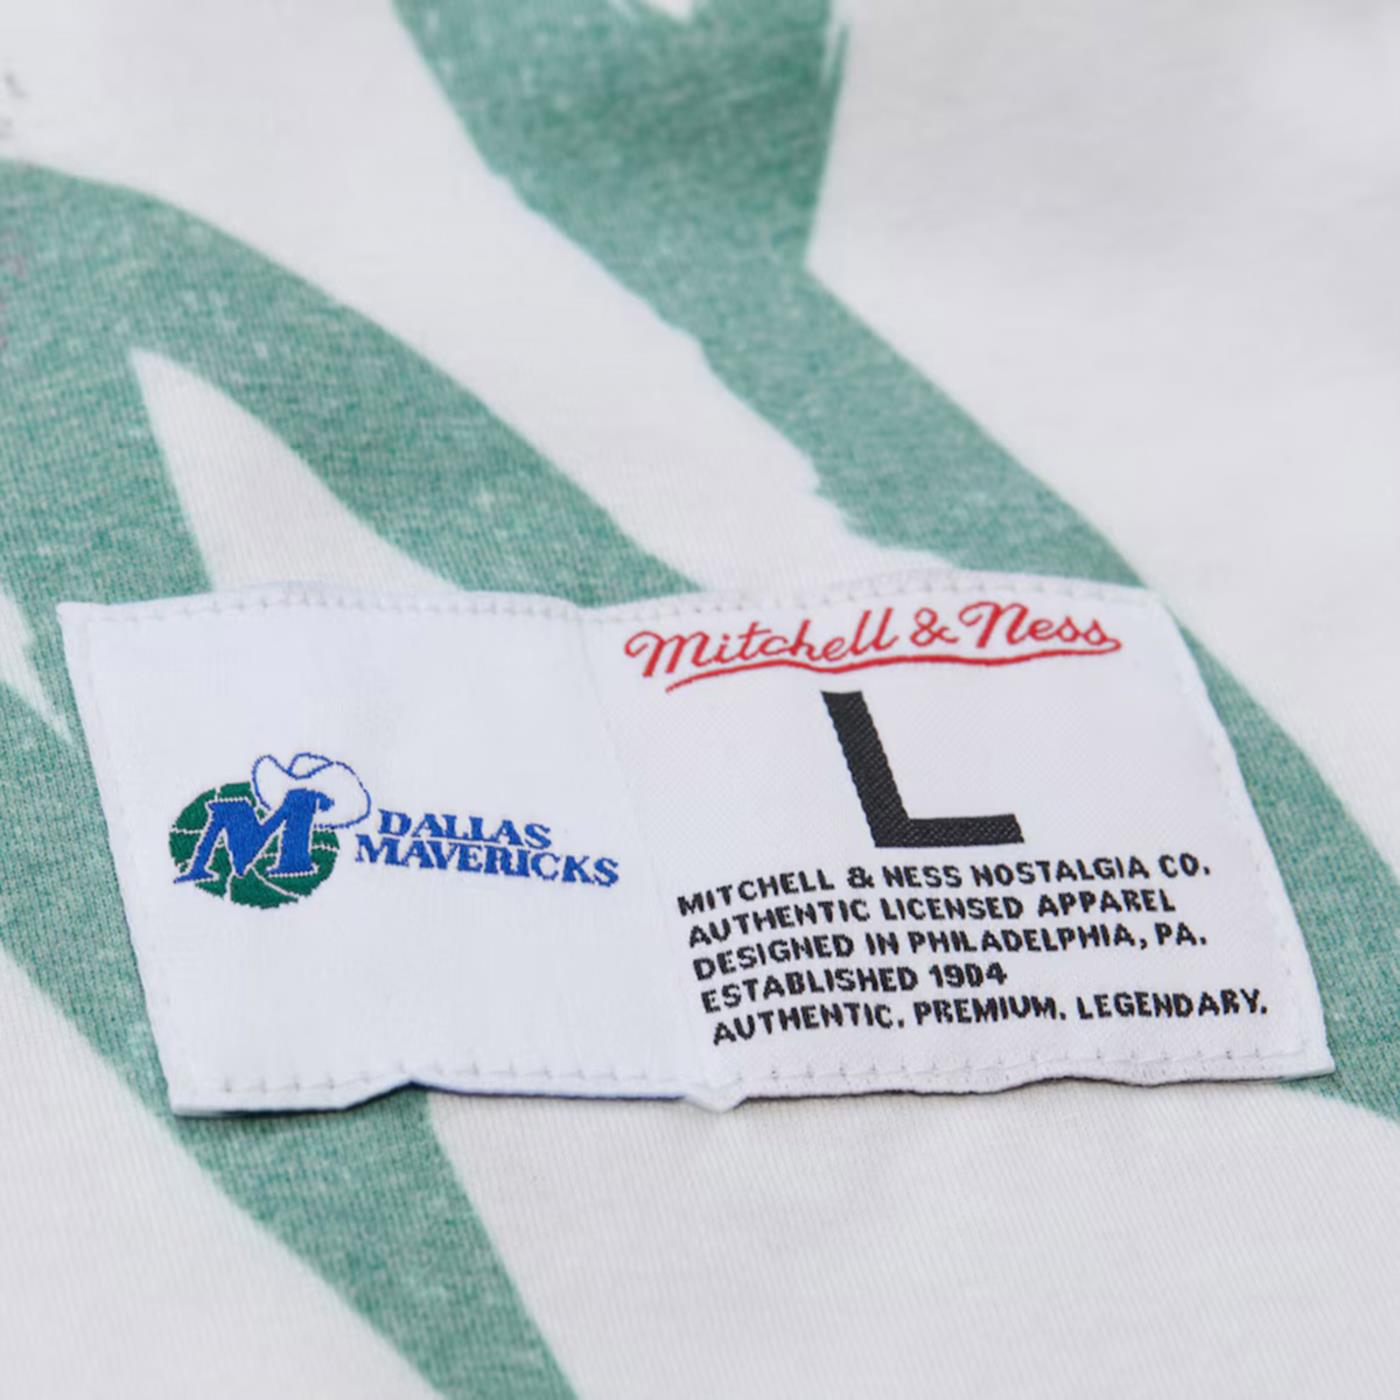 M
DALLAS
MAVERICKS
Mitchell & Ness
L
MITCHELL & NESS NOSTALGIA CO.
AUTHENTIC LICENSED APPAREL
DESIGNED IN PHILADELPHIA, PA.
ESTABLISHED 1904
AUTHENTIC. PREMIUM. LEGENDARY.